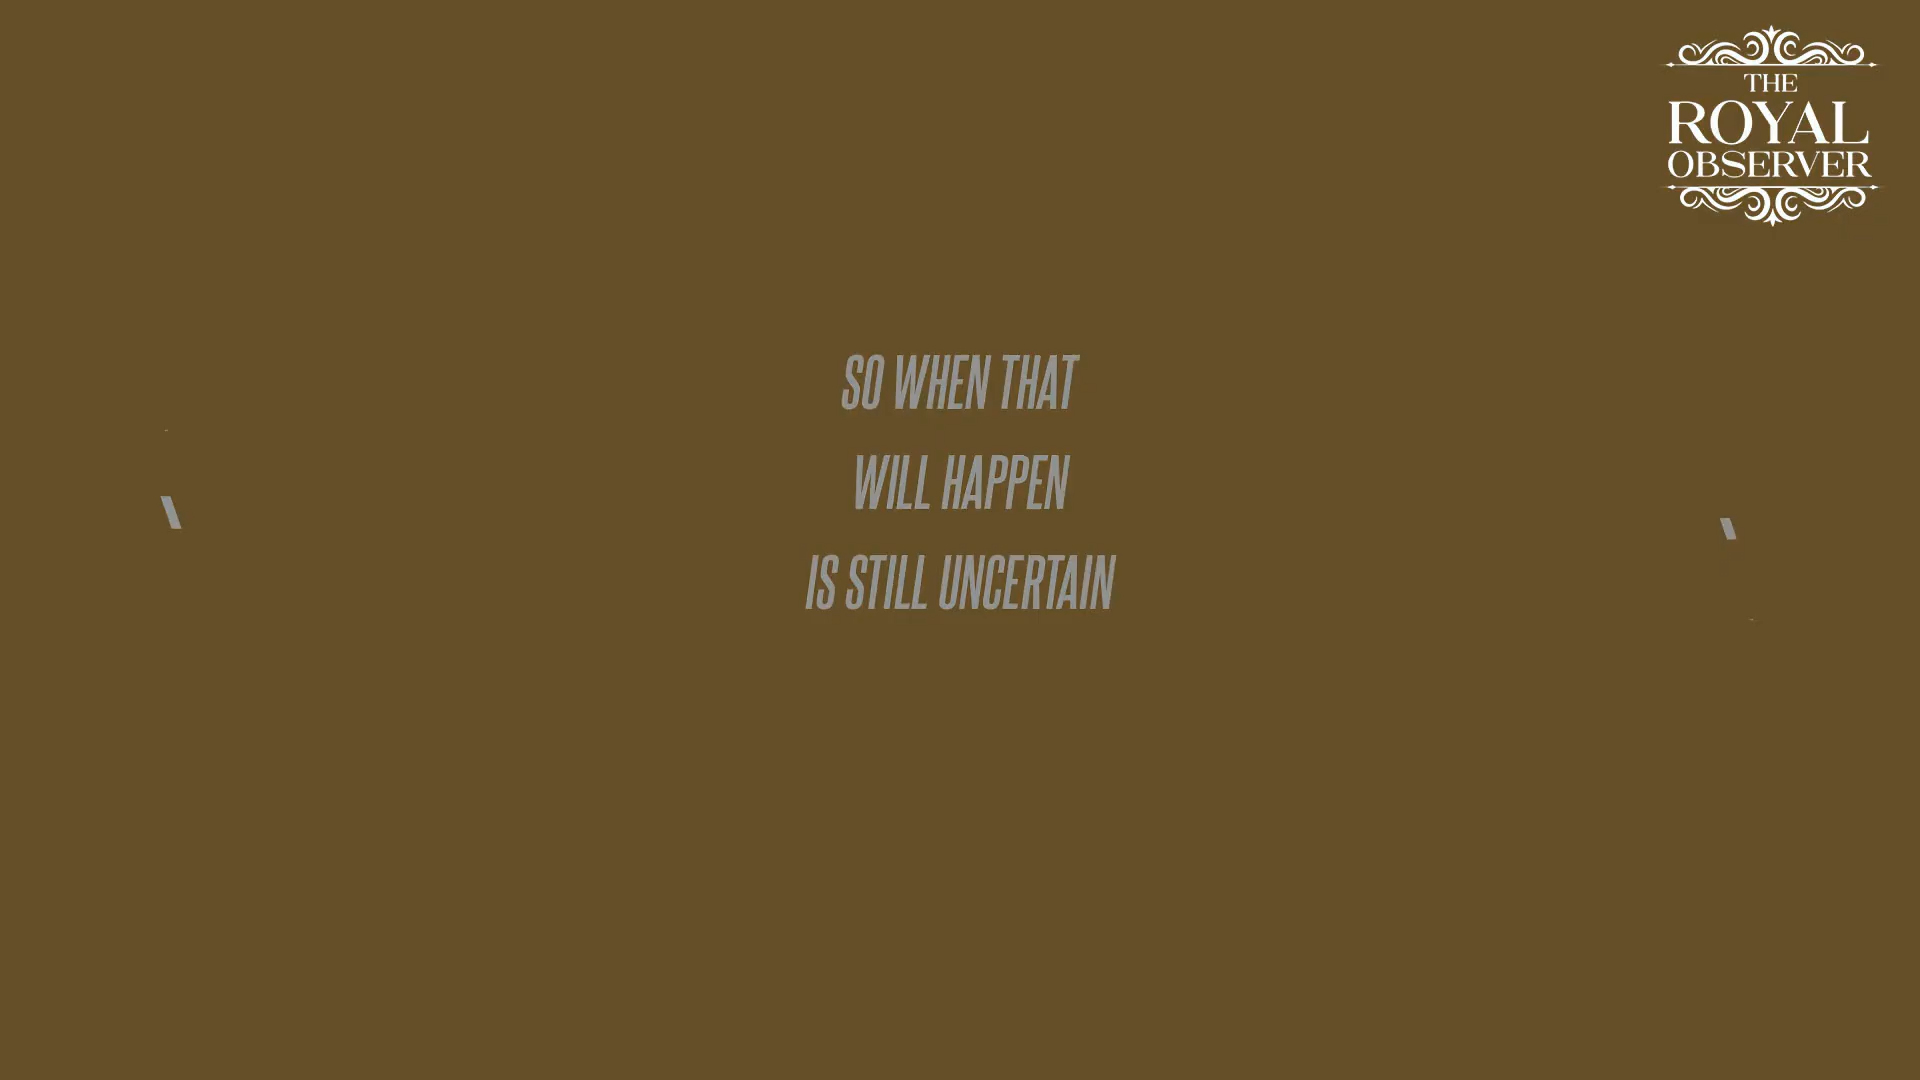 THE
ROYAL
OBSERVER
SO WHEN THAT
WILL HAPPEN
IS STILL UNCERTAIN